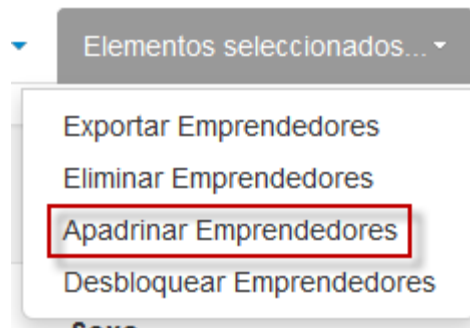 Elementos seleccionados...
Exportar Emprendedores
Eliminar Emprendedores
Apadrinar Emprendedores
Desbloquear Emprendedores